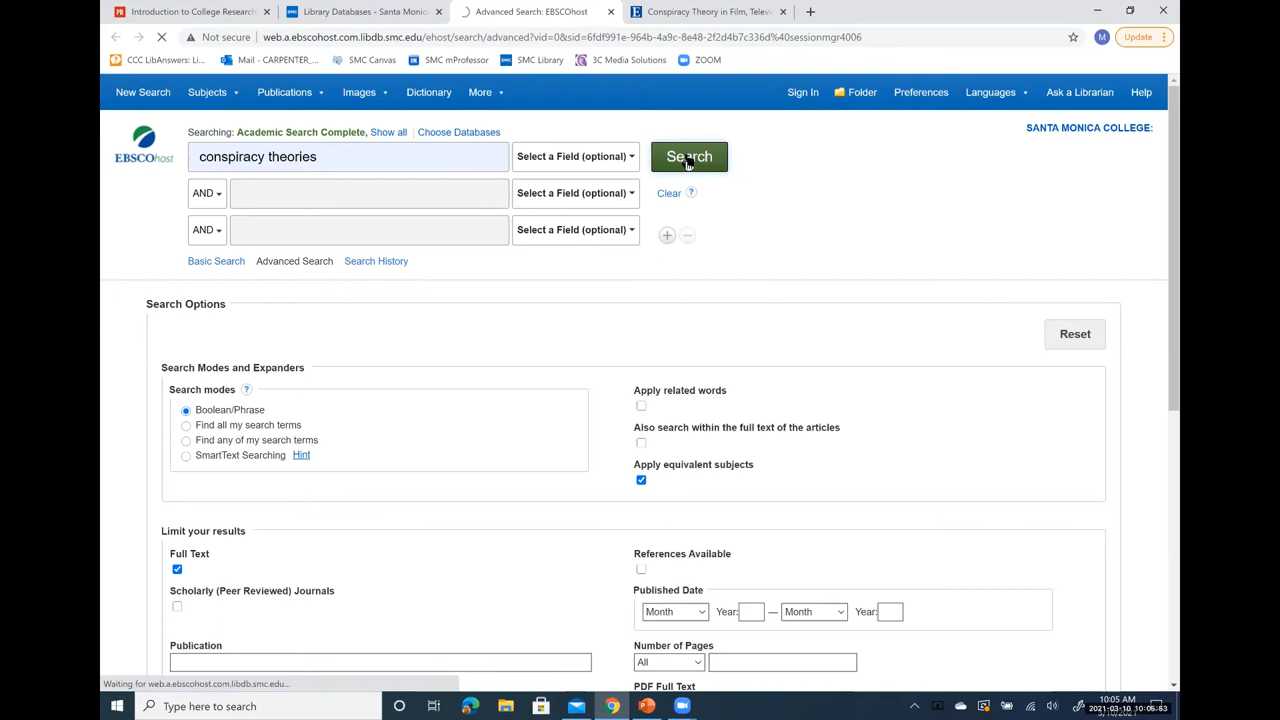 Introduction to College Research
Library Databases - Santa Monic
Advanced Search: EBSCOhost
Conspiracy Theory in Film, Telev
Not secure
web.a.ebscohost.com.libdb.smc.edu/ehost/search/advanced?vid=0&sid=6fdf991e-964b-4a9c-8e48-2f2d4b7c336d%40sessionmgr4006
M
Update
CCC LibAnswers: Li...
Mail - CARPENTER_...
SMC Canvas
SMC mProfessor
SMC Library
3C Media Solutions
ZOOM
New Search
Subjects
Publications
Images
Dictionary
More
Sign In
Folder
Preferences
Languages
Ask a Librarian
Help
EBSCOhost
Searching: Academic Search Complete, Show all | Choose Databases
SANTA MONICA COLLEGE:
conspiracy theories
Select a Field (optional)
Search
AND
Select a Field (optional)
Clear ?
AND
Select a Field (optional)
Basic Search
Advanced Search
Search History
Search Options
Reset
Search Modes and Expanders
Search modes ?
Boolean/Phrase
Find all my search terms
Find any of my search terms
SmartText Searching Hint
Apply related words
Also search within the full text of the articles
Apply equivalent subjects
Limit your results
Full Text
References Available
Scholarly (Peer Reviewed) Journals
Published Date
Month Year: — Month Year:
Publication
Number of Pages
All
PDF Full Text
Waiting for web.a.ebscohost.com.libdb.smc.edu...
Type here to search
10:05 AM
2021-03-10 10:05:53